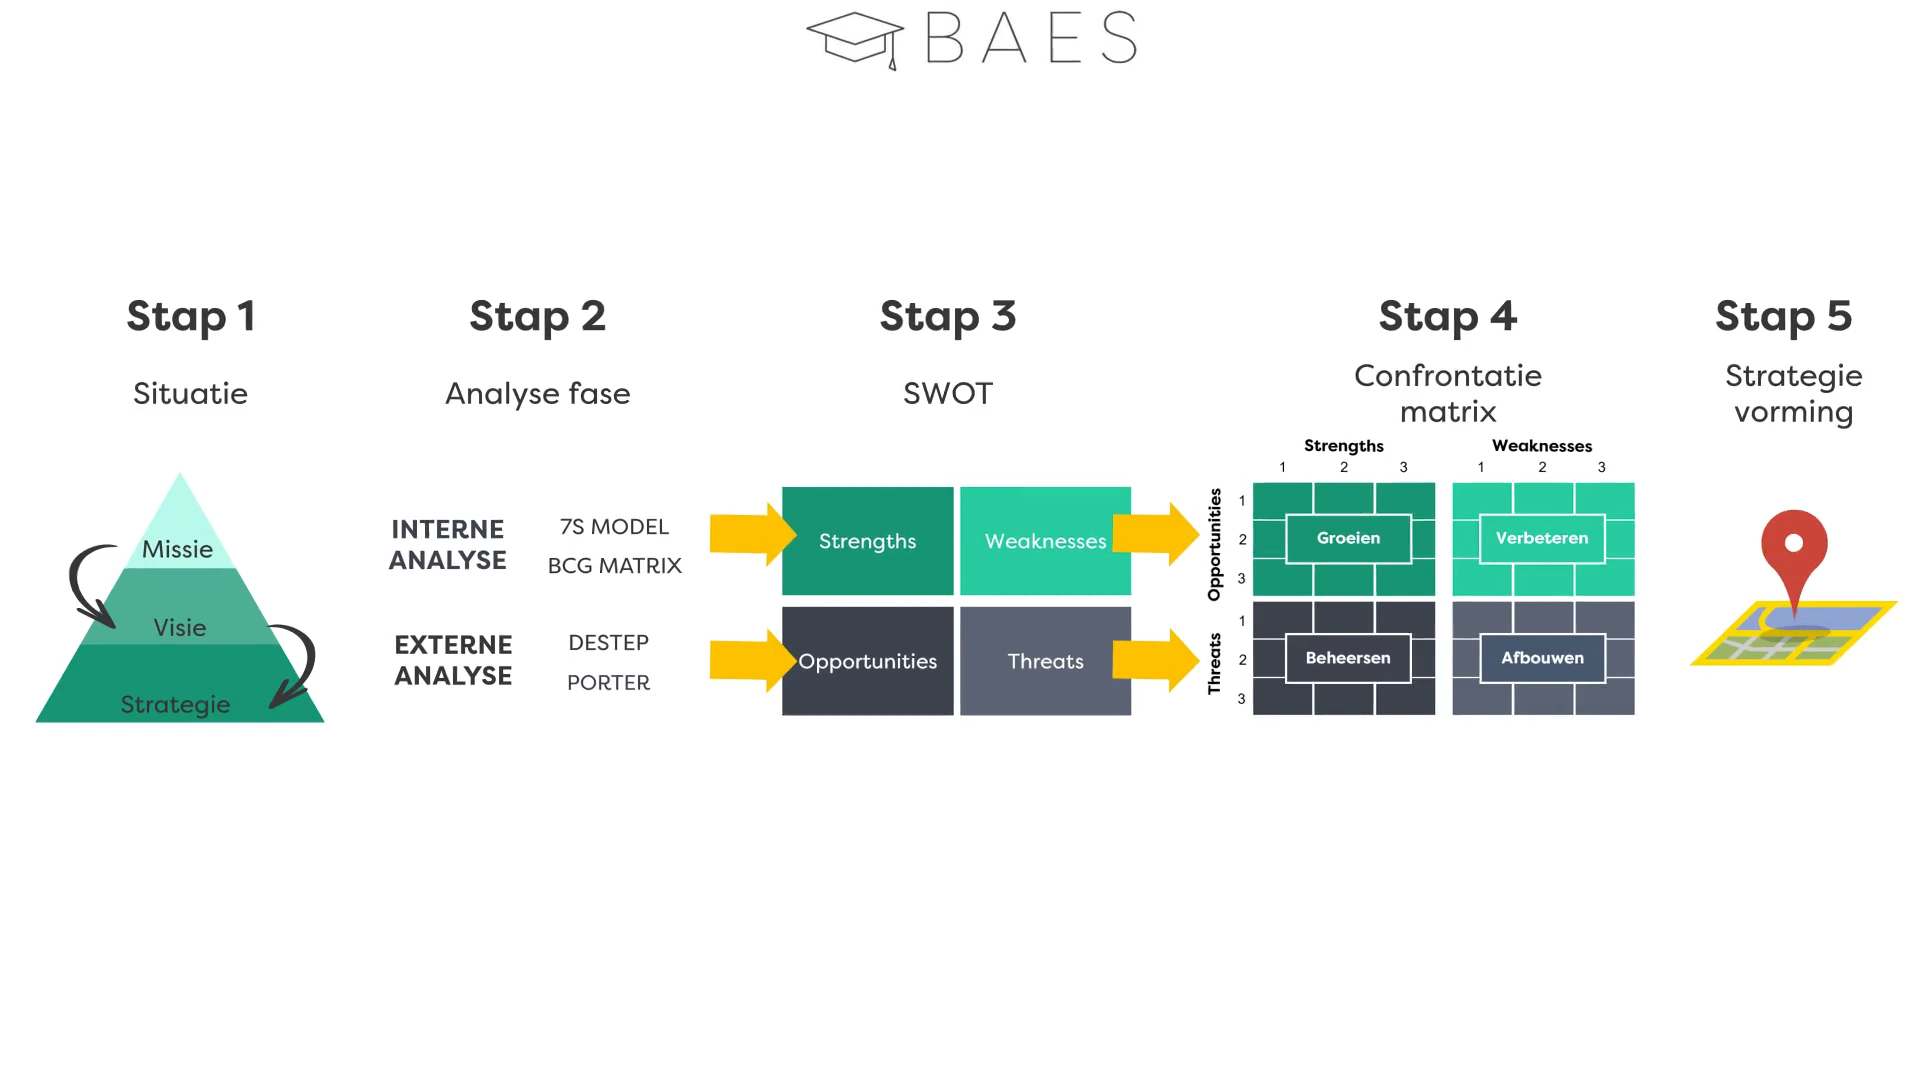 BAES
Stap 1
Situatie
Missie
Visie
Strategie
Stap 2
Analyse fase
INTERNE
ANALYSE
7S MODEL
BCG MATRIX
EXTERNE
ANALYSE
DESTEP
PORTER
Stap 3
SWOT
Strengths
Weaknesses
Opportunities
Threats
Stap 4
Confrontatie
matrix
Strengths
Weaknesses
1 2 3
1 2 3
Opportunities
1
2
3
Groeien
Verbeteren
Threats
1
2
3
Beheersen
Afbouwen
Stap 5
Strategie
vorming